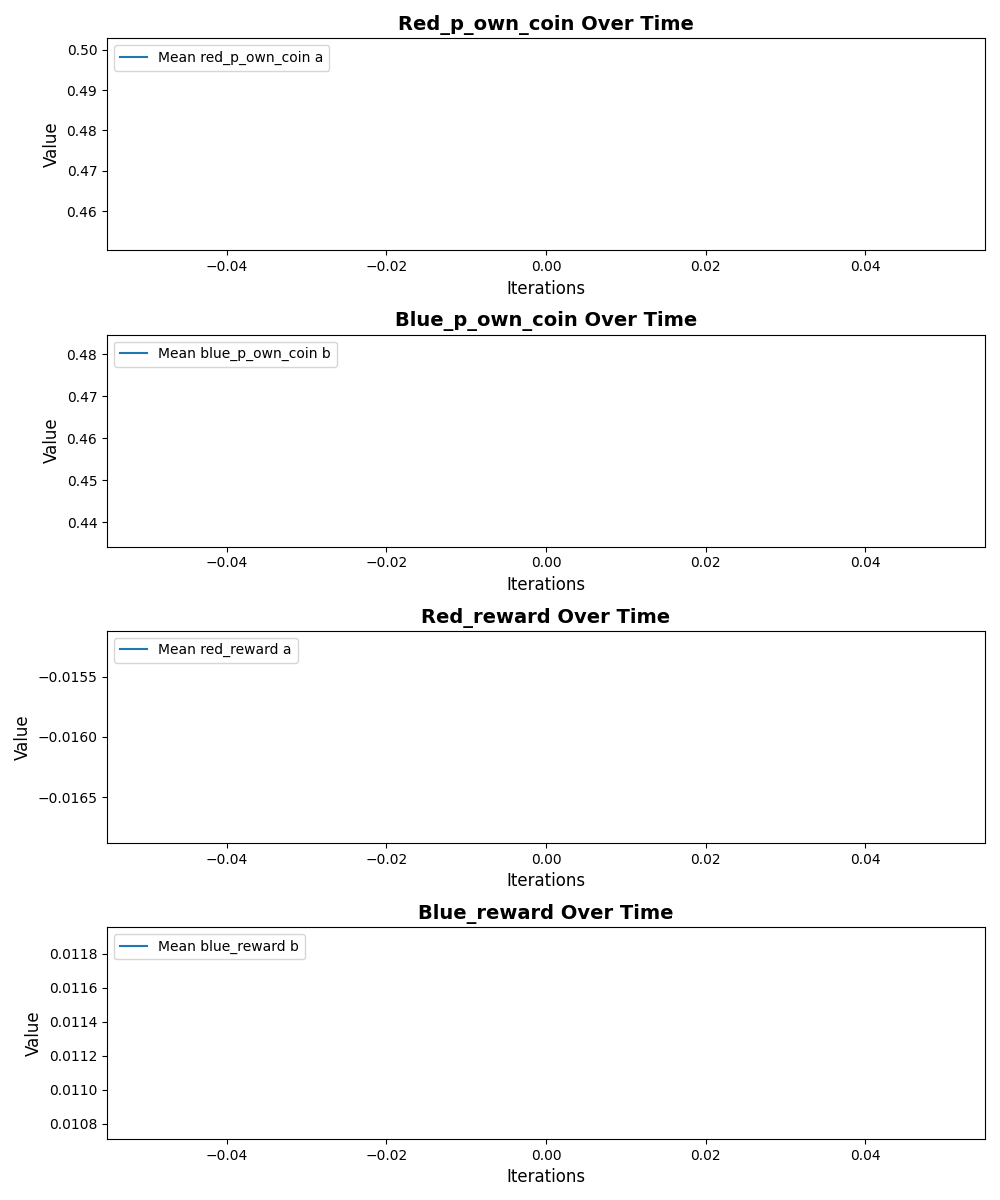 Red_p_own_coin Over Time
Mean red_p_own_coin a
0.50
0.49
0.48
0.47
0.46
Value
−0.04 −0.02 0.00 0.02 0.04
Iterations
Blue_p_own_coin Over Time
Mean blue_p_own_coin b
0.48
0.47
0.46
0.45
0.44
Value
−0.04 −0.02 0.00 0.02 0.04
Iterations
Red_reward Over Time
Mean red_reward a
−0.0155
−0.0160
−0.0165
Value
−0.04 −0.02 0.00 0.02 0.04
Iterations
Blue_reward Over Time
Mean blue_reward b
0.0118
0.0116
0.0114
0.0112
0.0110
0.0108
Value
−0.04 −0.02 0.00 0.02 0.04
Iterations